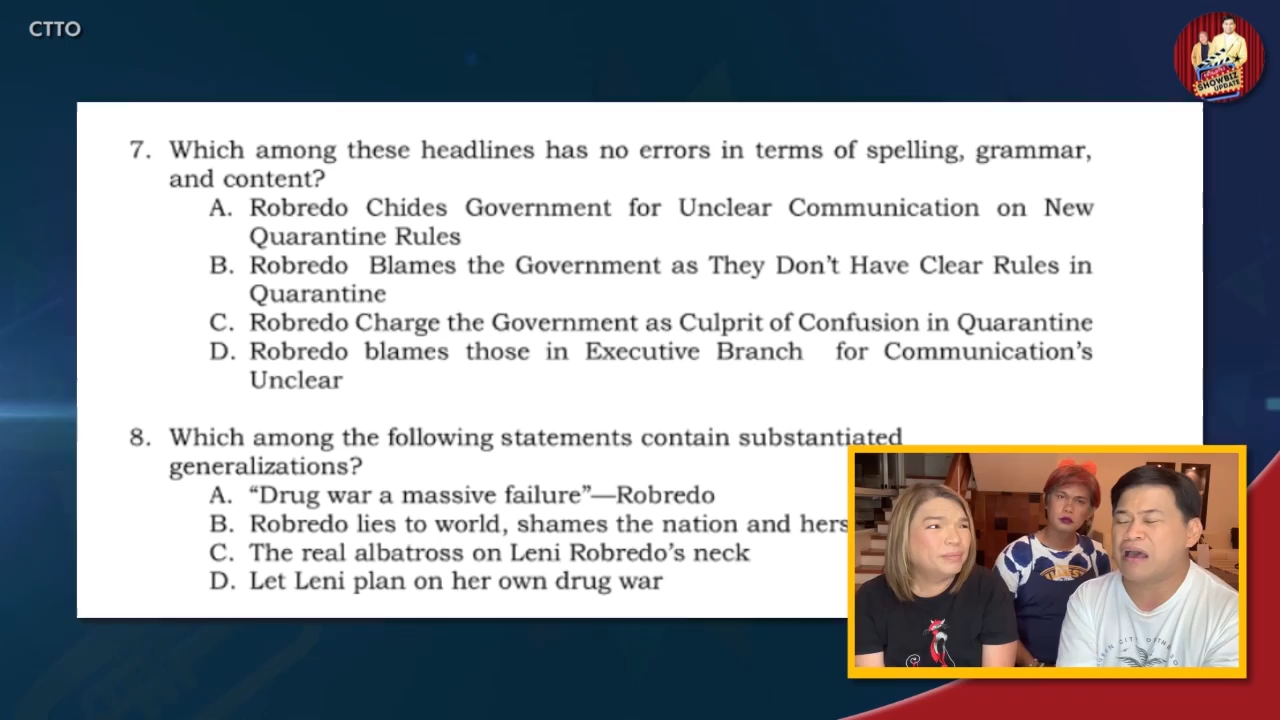 CTTO
SHOWBIZ
UPDATE
7. Which among these headlines has no errors in terms of spelling, grammar,
and content?
A. Robredo Chides Government for Unclear Communication on New
Quarantine Rules
B. Robredo Blames the Government as They Don't Have Clear Rules in
Quarantine
C. Robredo Charge the Government as Culprit of Confusion in Quarantine
D. Robredo blames those in Executive Branch for Communication's
Unclear
8. Which among the following statements contain substantiated
generalizations?
A. “Drug war a massive failure”—Robredo
B. Robredo lies to world, shames the nation and hers
C. The real albatross on Leni Robredo's neck
D. Let Leni plan on her own drug war